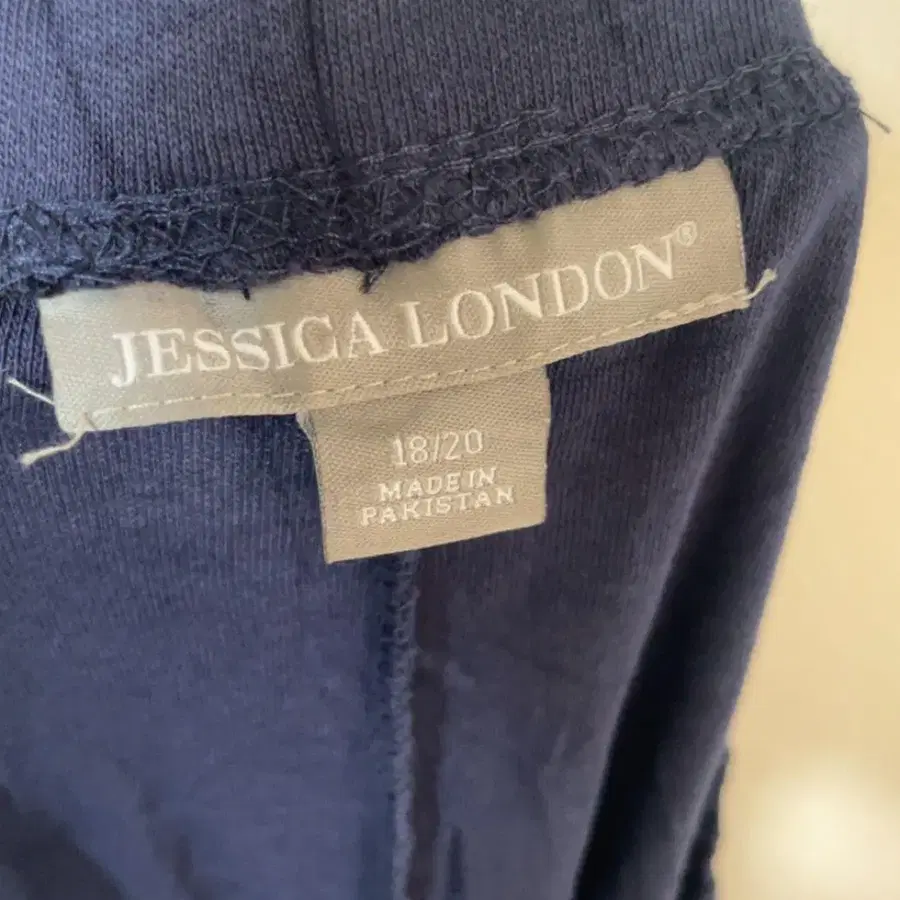 JESSICA LONDON®
18/20
MADE IN
PAKISTAN